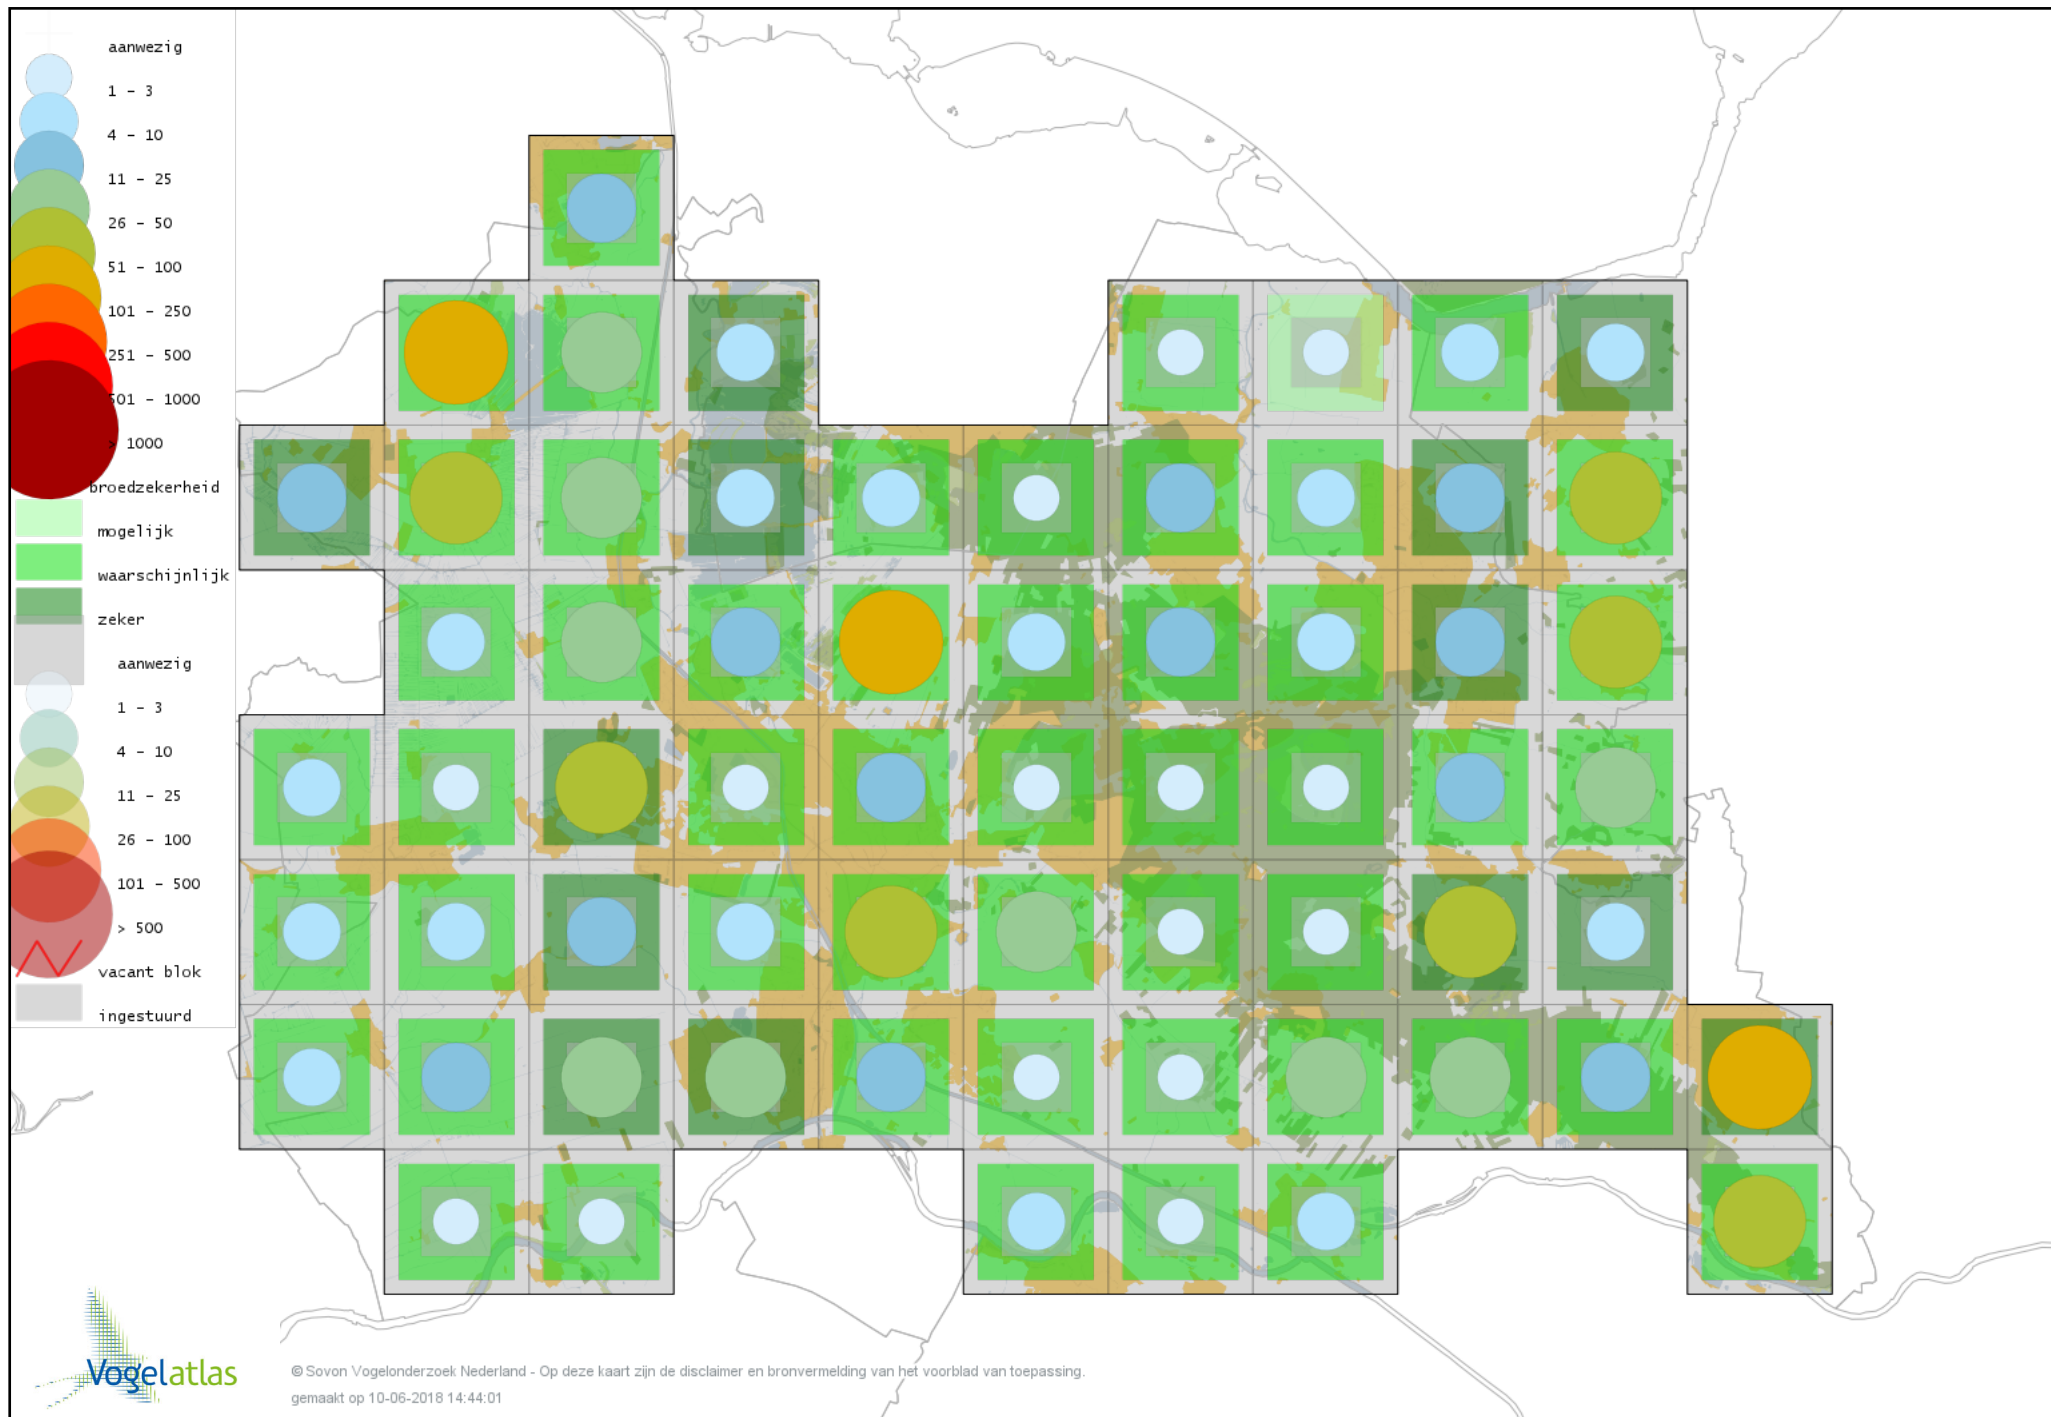 aanwezig
1 - 3
4 - 10
11 - 25
26 - 50
51 - 100
101 - 250
251 - 500
501 - 1000
> 1000
broedzekerheid
mogelijk
waarschijnlijk
zeker
aanwezig
1 - 3
4 - 10
11 - 25
26 - 100
101 - 500
> 500
vacant blok
ingestuurd
Vogelatlas
© Sovon Vogelonderzoek Nederland - Op deze kaart zijn de disclaimer en bronvermelding van het voorblad van toepassing.
gemaakt op 10-06-2018 14:44:01